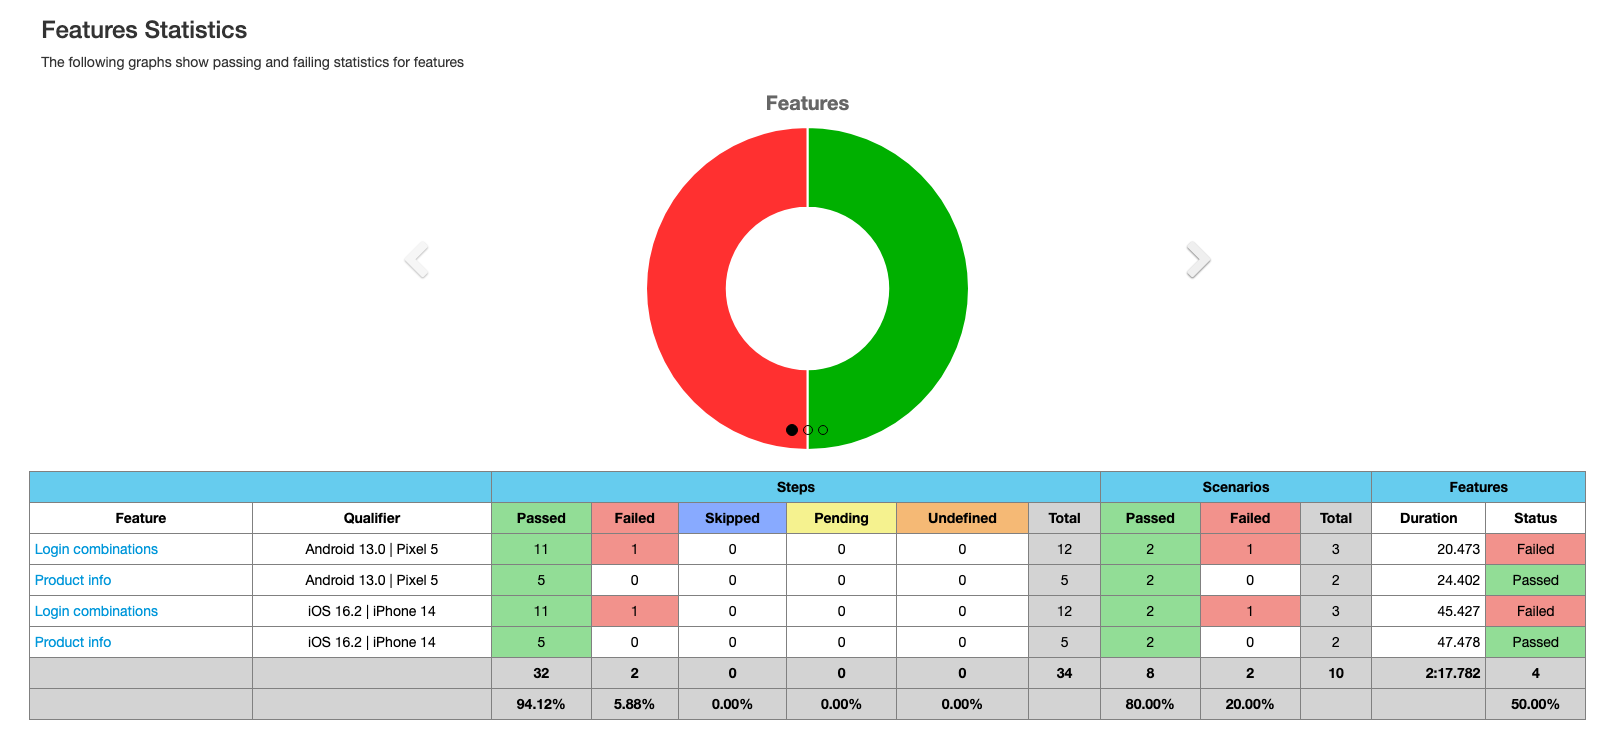 Features Statistics
The following graphs show passing and failing statistics for features
Features
Steps Scenarios Features
Feature Qualifier Passed Failed Skipped Pending Undefined Total Passed Failed Total Duration Status
Login combinations Android 13.0 | Pixel 5 11 1 0 0 0 12 2 1 3 20.473 Failed
Product info Android 13.0 | Pixel 5 5 0 0 0 0 5 2 0 2 24.402 Passed
Login combinations iOS 16.2 | iPhone 14 11 1 0 0 0 12 2 1 3 45.427 Failed
Product info iOS 16.2 | iPhone 14 5 0 0 0 0 5 2 0 2 47.478 Passed
32 2 0 0 0 34 8 2 10 2:17.782 4
94.12% 5.88% 0.00% 0.00% 0.00% 80.00% 20.00% 50.00%